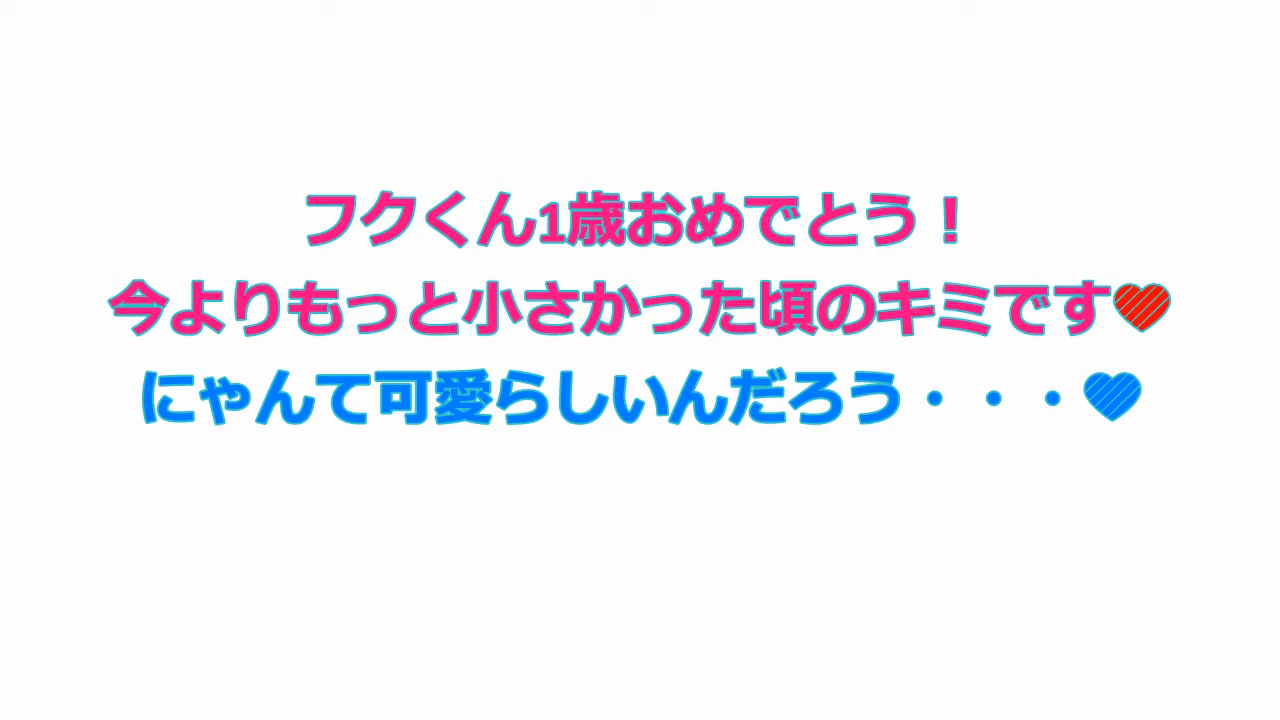 フクくん1歳おめでとう！
今よりもっと小さかった頃のキミです♥
にゃんて可愛らしいんだろう・・・♥